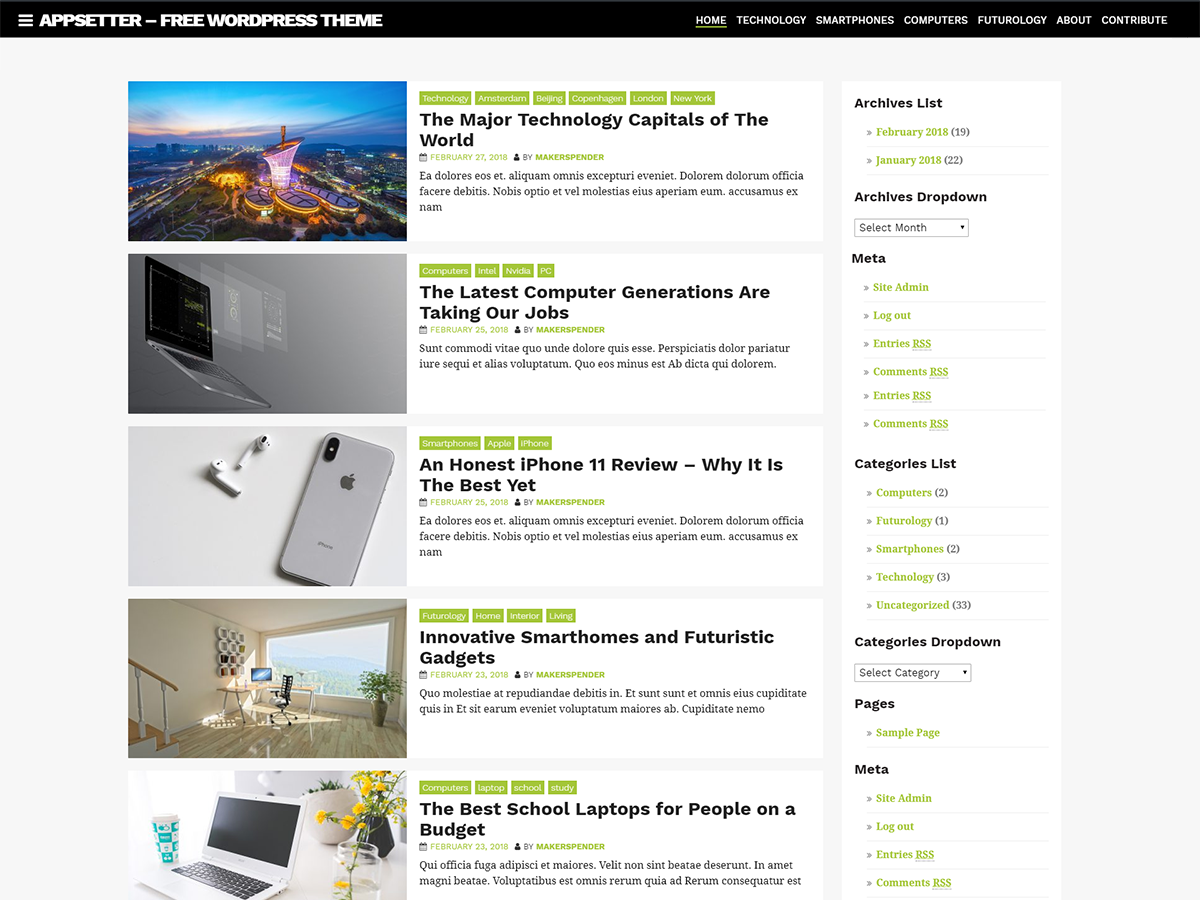 APPSETTER – FREE WORDPRESS THEME
HOME TECHNOLOGY SMARTPHONES COMPUTERS FUTUROLOGY ABOUT CONTRIBUTE
Technology Amsterdam Beijing Copenhagen London New York
The Major Technology Capitals of The
World
FEBRUARY 27, 2018 BY MAKERSPENDER
Ea dolores eos et. aliquam omnis excepturi eveniet. Dolorem dolorum officia
facere debitis. Nobis optio et vel molestias eius aperiam eum. accusamus ex
nam
Computers Intel Nvidia PC
The Latest Computer Generations Are
Taking Our Jobs
FEBRUARY 25, 2018 BY MAKERSPENDER
Sunt commodi vitae quo unde dolore quis esse. Perspiciatis dolor pariatur
iure sequi et alias voluptatum. Quo eos minus est Ab dicta qui dolorem.
Smartphones Apple iPhone
An Honest iPhone 11 Review – Why It Is
The Best Yet
FEBRUARY 25, 2018 BY MAKERSPENDER
Ea dolores eos et. aliquam omnis excepturi eveniet. Dolorem dolorum officia
facere debitis. Nobis optio et vel molestias eius aperiam eum. accusamus ex
nam
iPhone
Futurology Home Interior Living
Innovative Smarthomes and Futuristic
Gadgets
FEBRUARY 23, 2018 BY MAKERSPENDER
Quo molestiae at repudiandae debitis in. Et sunt sunt et omnis eius cupiditate
quis in Et sit earum eveniet voluptatum maiores ab. Cupiditate nemo
Computers laptop school study
The Best School Laptops for People on a
Budget
FEBRUARY 23, 2018 BY MAKERSPENDER
Qui officia fuga adipisci et maiores. Velit non sint beatae deserunt. In amet
magni beatae. Voluptatibus est omnis rerum quia ad Rerum consequatur est
Archives List
» February 2018 (19)
» January 2018 (22)
Archives Dropdown
Select Month
Meta
» Site Admin
» Log out
» Entries RSS
» Comments RSS
» Entries RSS
» Comments RSS
Categories List
» Computers (2)
» Futurology (1)
» Smartphones (2)
» Technology (3)
» Uncategorized (33)
Categories Dropdown
Select Category
Pages
» Sample Page
Meta
» Site Admin
» Log out
» Entries RSS
» Comments RSS